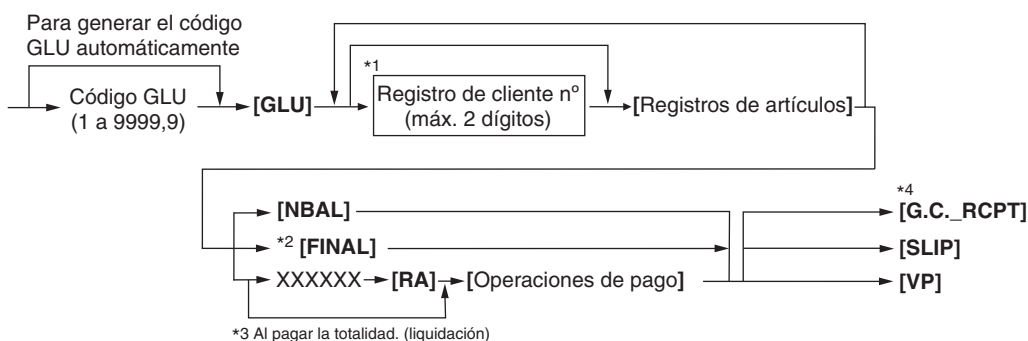 Para generar el código
GLU automáticamente
*1
Código GLU
(1 a 9999,9)
[GLU]
Registro de cliente nº
(máx. 2 dígitos)
[Registros de artículos]
[NBAL]
*2 [FINAL]
XXXXXX
[RA]
[Operaciones de pago]
*3 Al pagar la totalidad. (liquidación)
*4
[G.C._RCPT]
[SLIP]
[VP]